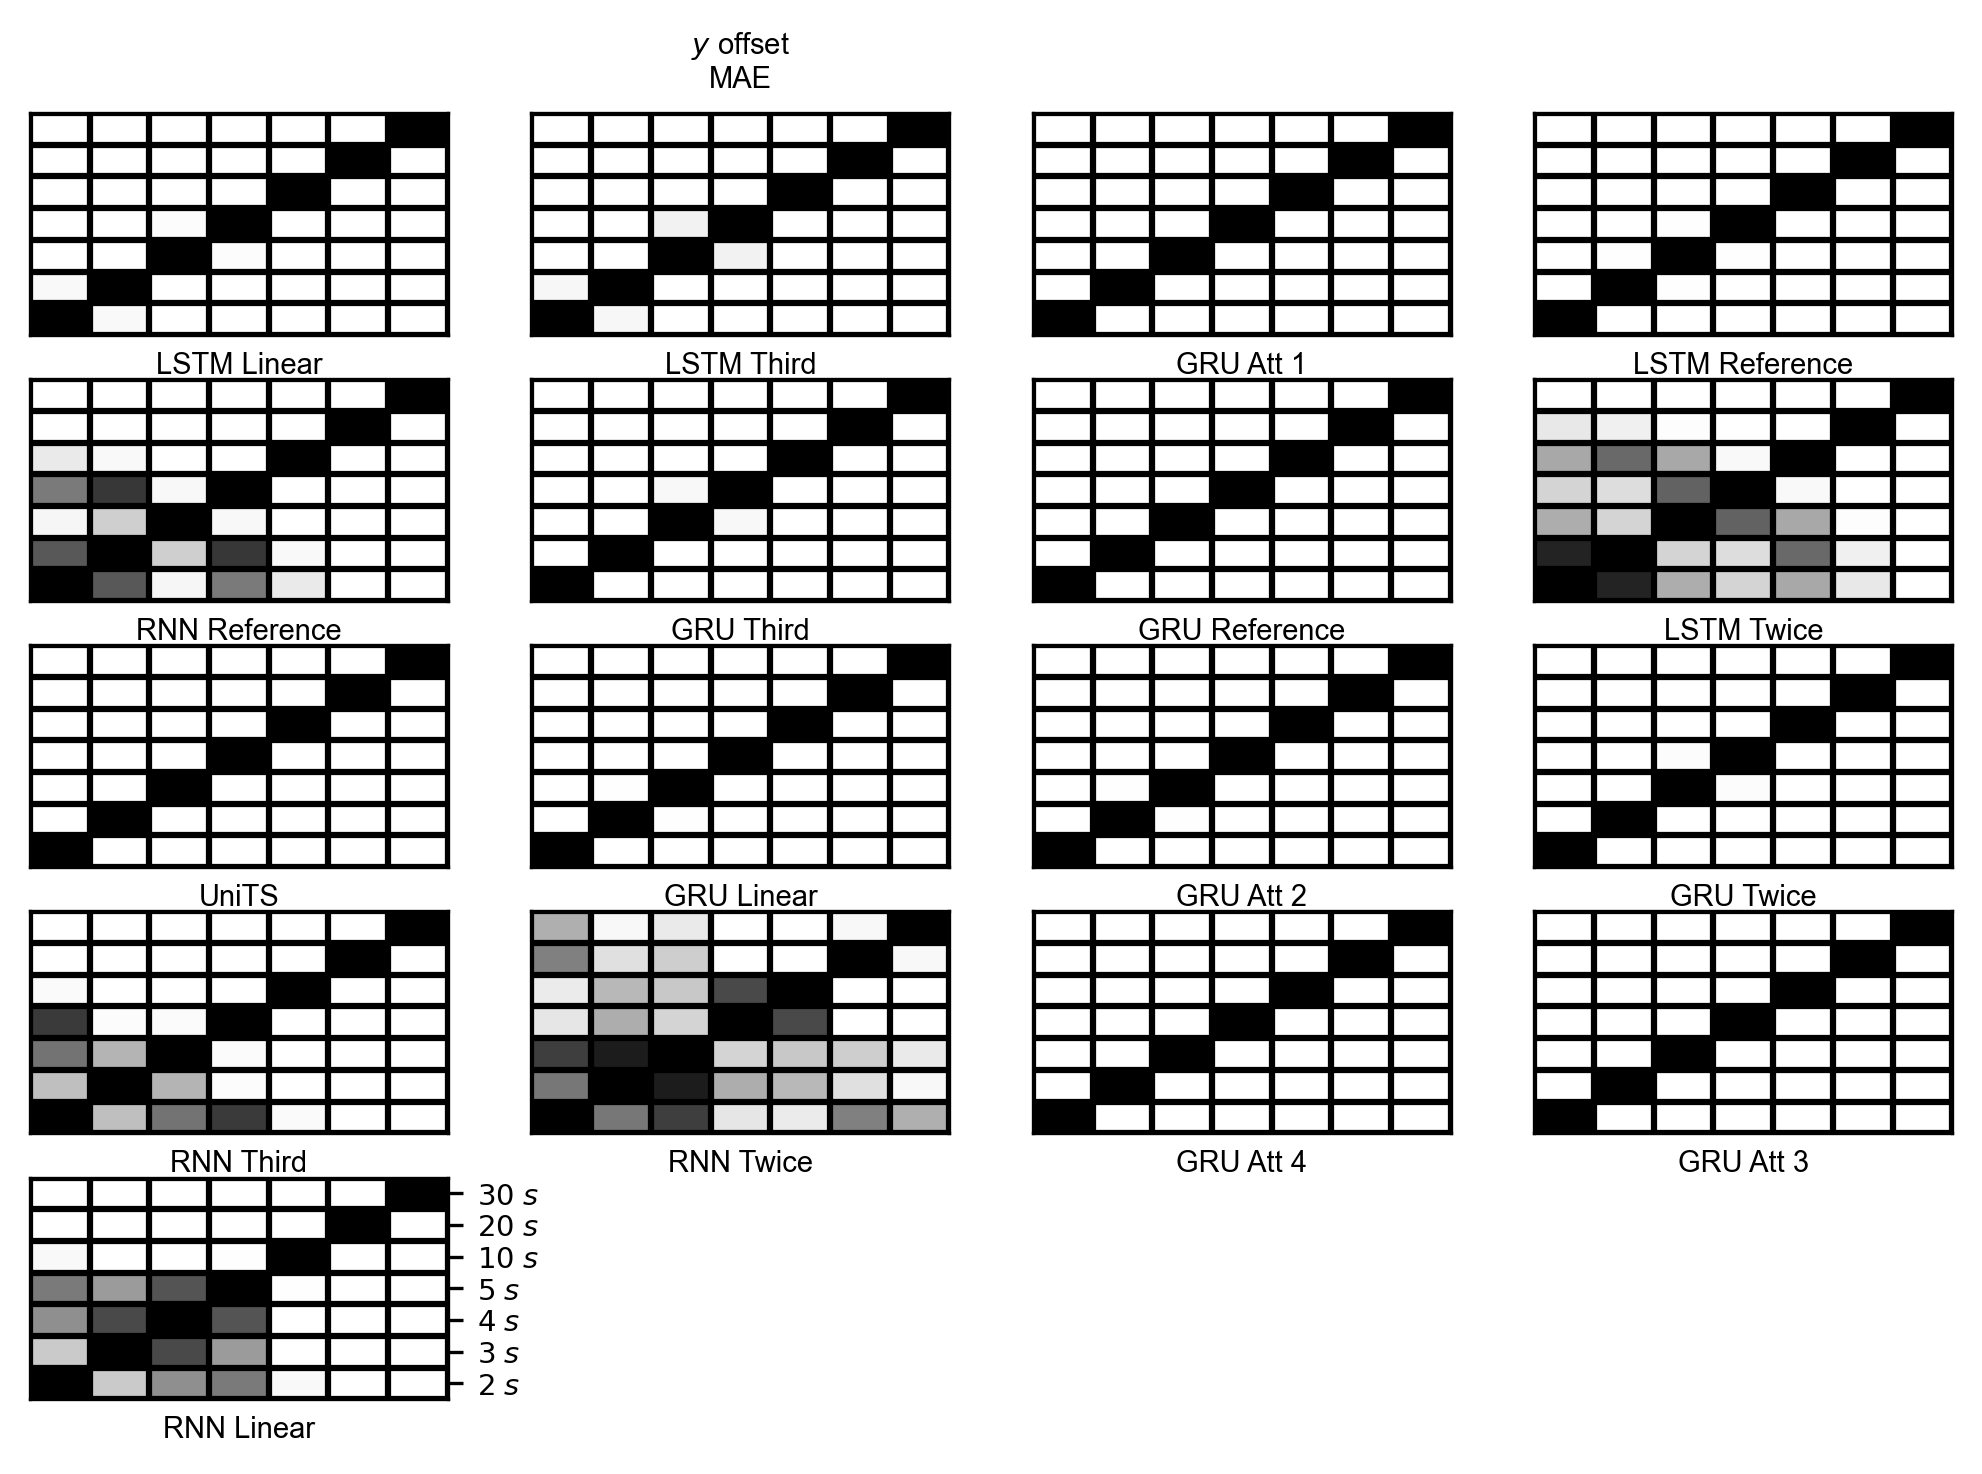 y offset
MAE
LSTM Linear
LSTM Third
GRU Att 1
LSTM Reference
RNN Reference
GRU Third
GRU Reference
LSTM Twice
UniTS
GRU Linear
GRU Att 2
GRU Twice
RNN Third
RNN Twice
GRU Att 4
GRU Att 3
30 s
20 s
10 s
5 s
4 s
3 s
2 s
RNN Linear